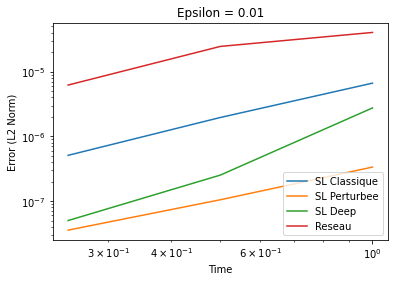 Epsilon = 0.01
Error (L2 Norm)
10⁻⁵
10⁻⁶
10⁻⁷
SL Classique
SL Perturbee
SL Deep
Reseau
3 × 10⁻¹ 4 × 10⁻¹ 6 × 10⁻¹ 10⁰
Time